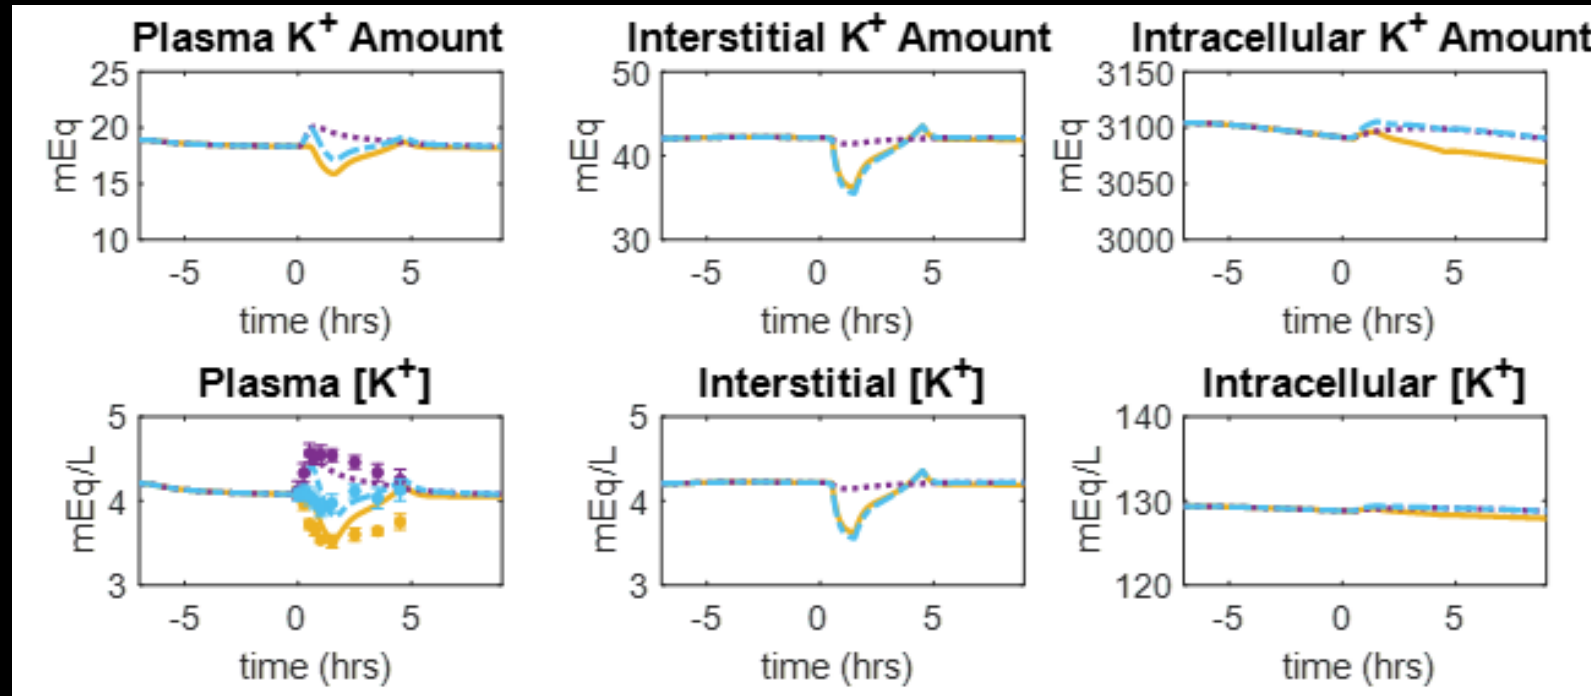 Plasma K+ Amount
25
20
15
10
mEq
-5 0 5
time (hrs)
Interstitial K+ Amount
50
40
30
mEq
-5 0 5
time (hrs)
Intracellular K+ Amount
3150
3100
3050
3000
mEq
-5 0 5
time (hrs)
Plasma [K+]
5
4
3
mEq/L
-5 0 5
time (hrs)
Interstitial [K+]
5
4
3
mEq/L
-5 0 5
time (hrs)
Intracellular [K+]
140
130
120
mEq/L
-5 0 5
time (hrs)